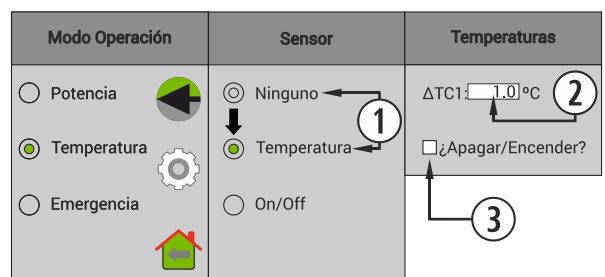 Modo Operación
Potencia
Temperatura
Emergencia
Sensor
Ninguno
Temperatura
On/Off
1
Temperaturas
ΔTC1: 1.0 ºC
2
¿Apagar/Encender?
3